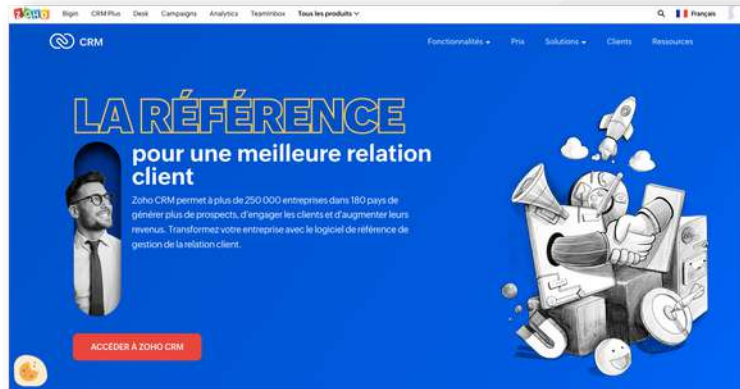 ZOHO Bigin CRM Plus Desk Campaigns Analytics TeamInbox Tous les produits Français
CRM Fonctionnalités Prix Solutions Clients Ressources
LA RÉFÉRENCE
pour une meilleure relation
client
Zoho CRM permet à plus de 250 000 entreprises dans 180 pays de
générer plus de prospects, d'engager les clients et d'augmenter leurs
revenus. Transformez votre entreprise avec le logiciel de référence de
gestion de la relation client.
ACCÉDER À ZOHO CRM